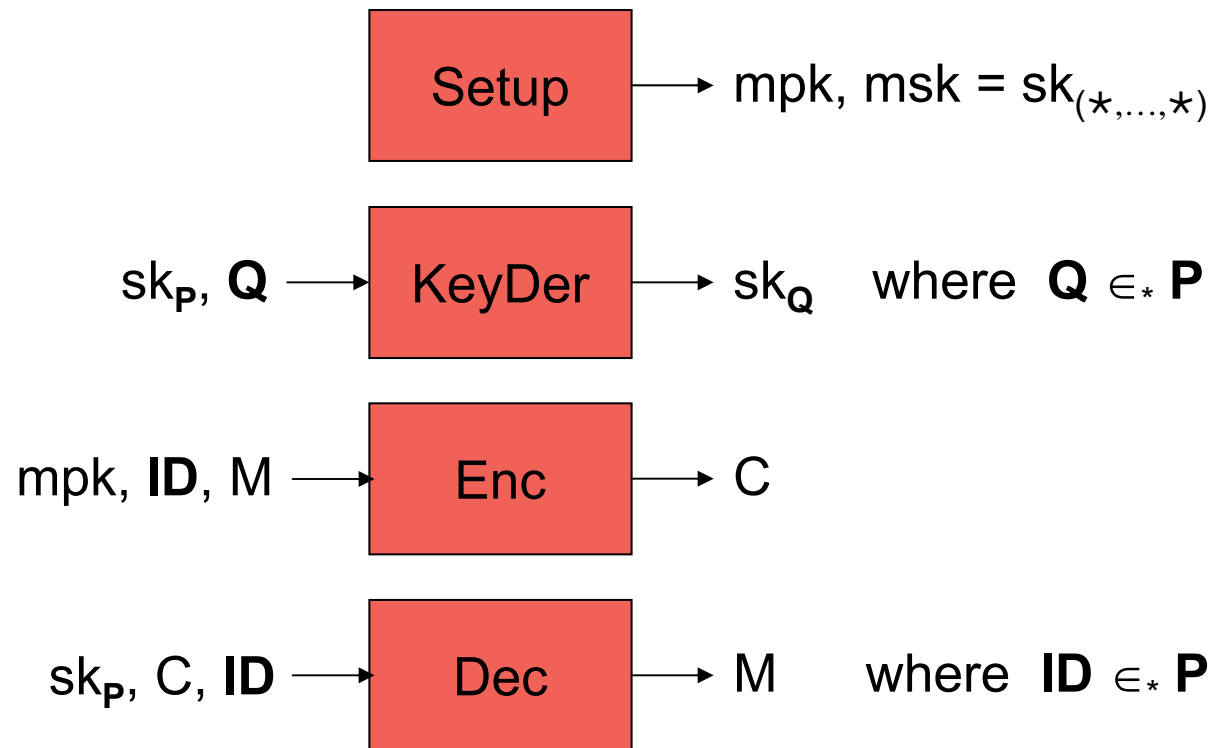 Setup mpk, msk = sk(*,...,*)
skP, Q KeyDer skQ where Q ∈* P
mpk, ID, M Enc C
skP, C, ID Dec M where ID ∈* P